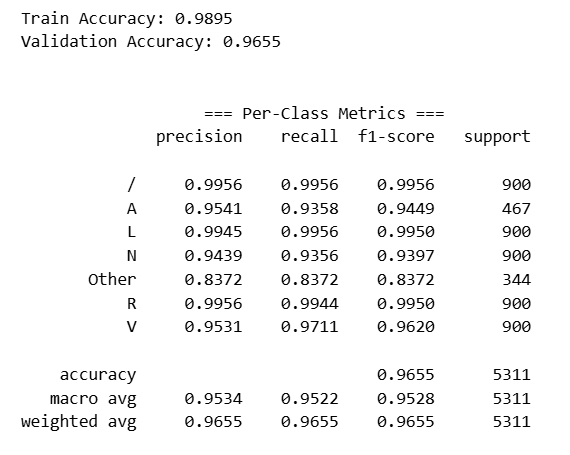 Train Accuracy: 0.9895
Validation Accuracy: 0.9655
=== Per-Class Metrics ===
precision recall f1-score support
/ 0.9956 0.9956 0.9956 900
A 0.9541 0.9358 0.9449 467
L 0.9945 0.9956 0.9950 900
N 0.9439 0.9356 0.9397 900
Other 0.8372 0.8372 0.8372 344
R 0.9956 0.9944 0.9950 900
V 0.9531 0.9711 0.9620 900
accuracy 0.9655 5311
macro avg 0.9534 0.9522 0.9528 5311
weighted avg 0.9655 0.9655 0.9655 5311